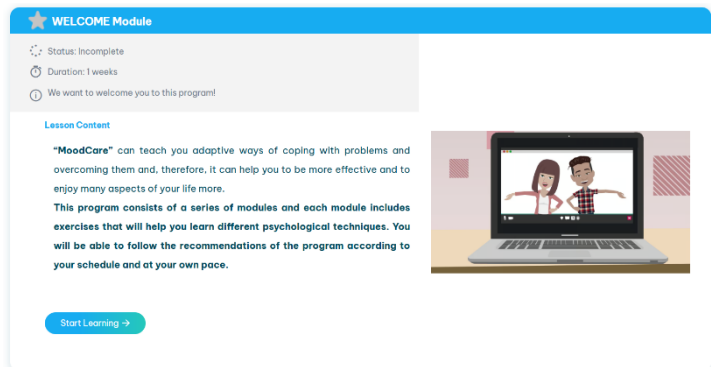 WELCOME Module
Status: Incomplete
Duration: 1 weeks
We want to welcome you to this program!
Lesson Content
“MoodCare” can teach you adaptive ways of coping with problems and
overcoming them and, therefore, it can help you to be more effective and to
enjoy many aspects of your life more.
This program consists of a series of modules and each module includes
exercises that will help you learn different psychological techniques. You
will be able to follow the recommendations of the program according to
your schedule and at your own pace.
Start Learning →